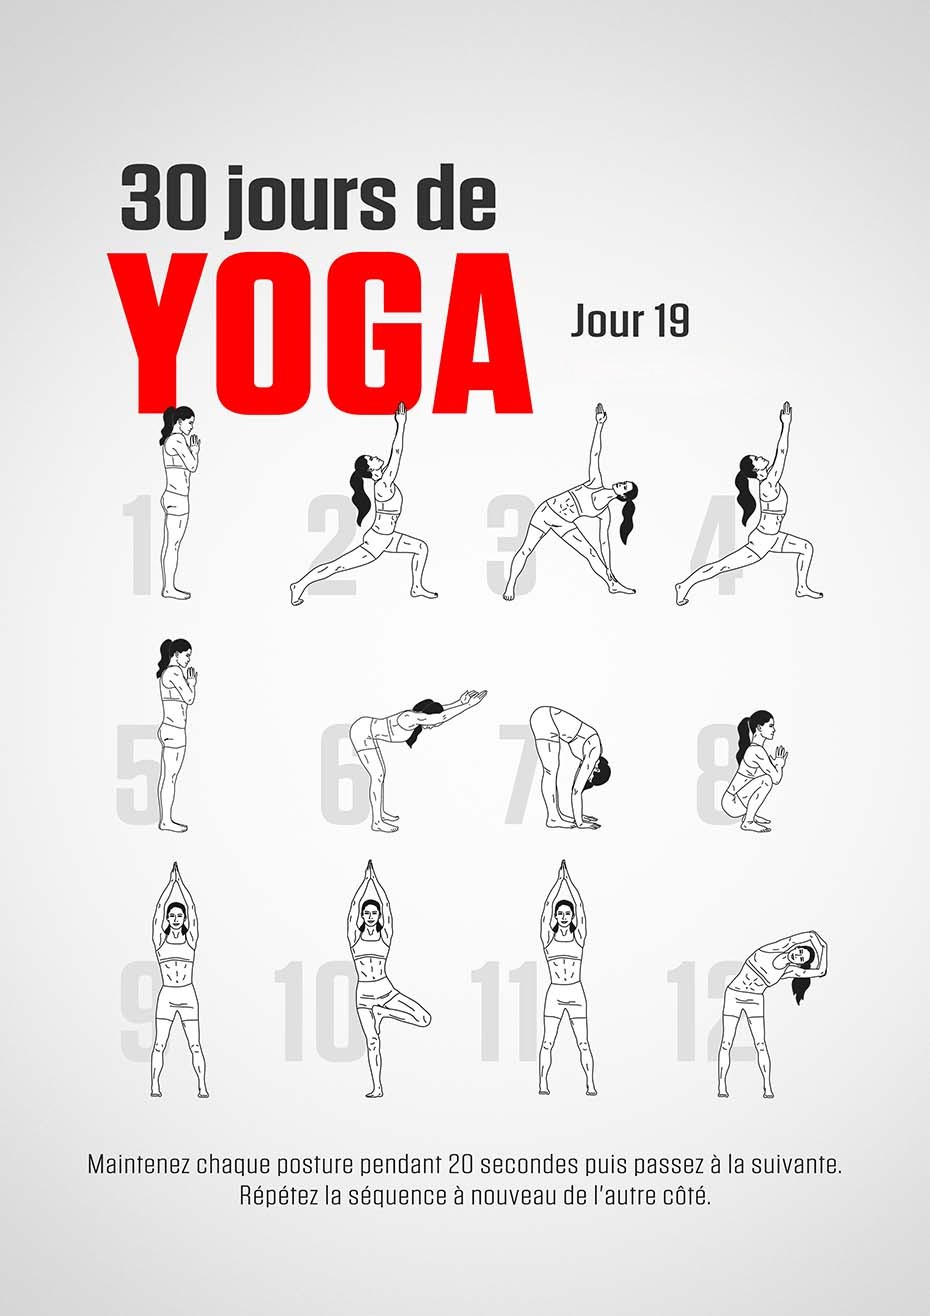 30 jours de
YOGA
Jour 19
1 2 3 4
5 6 7 8
9 10 11 12
Maintenez chaque posture pendant 20 secondes puis passez à la suivante.
Répétez la séquence à nouveau de l'autre côté.